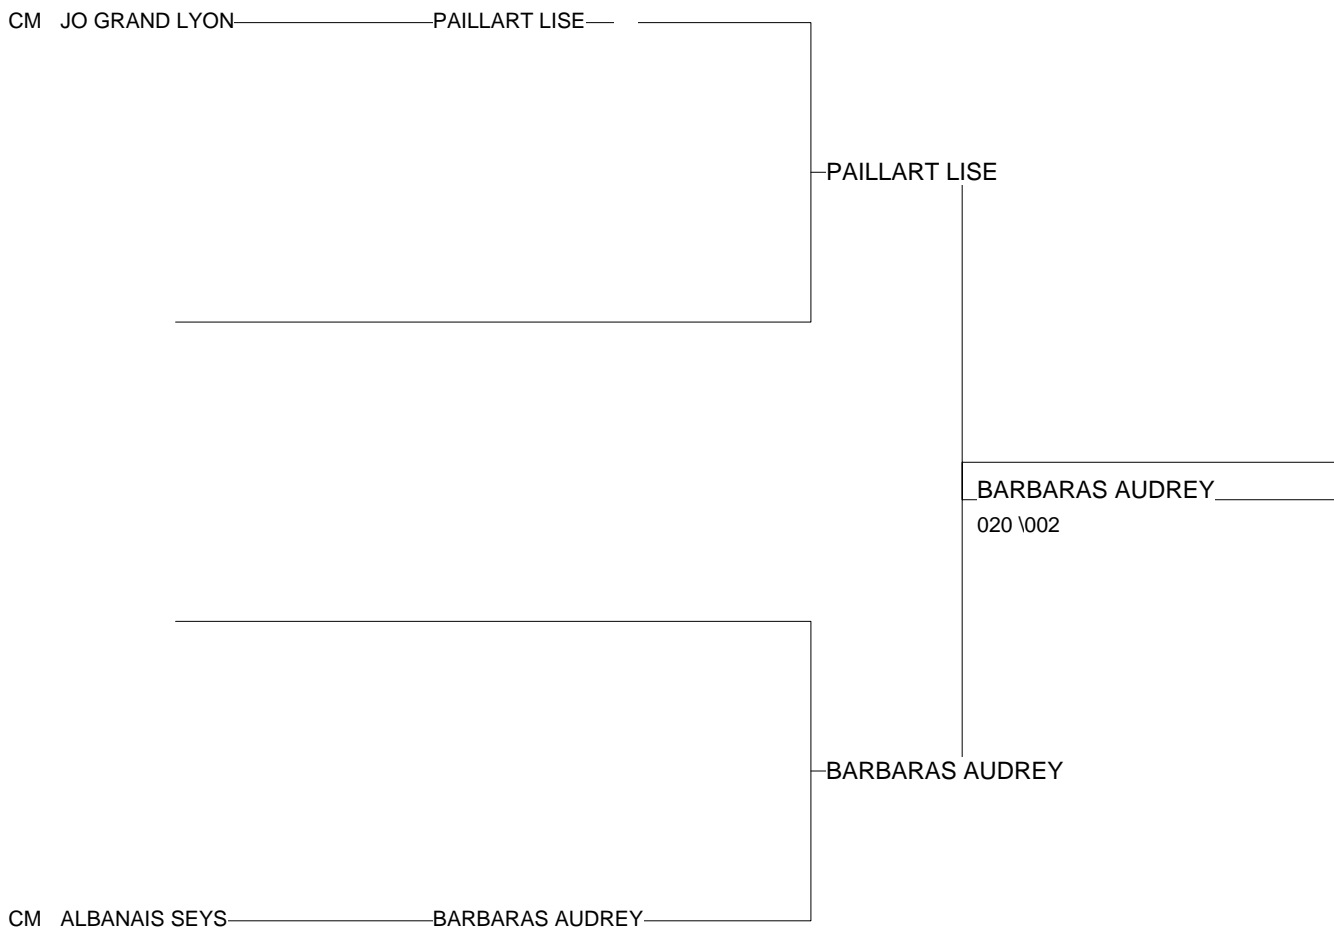 CM JO GRAND LYON PAILLART LISE
PAILLART LISE
BARBARAS AUDREY
020 \002
BARBARAS AUDREY
CM ALBANAIS SEYS BARBARAS AUDREY